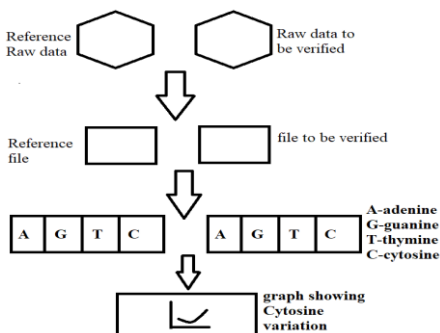 Reference
Raw data
Raw data to
be verified
Reference
file
file to be verified
A G T C
A G T C
A-adenine
G-guanine
T-thymine
C-cytosine
graph showing
Cytosine
variation